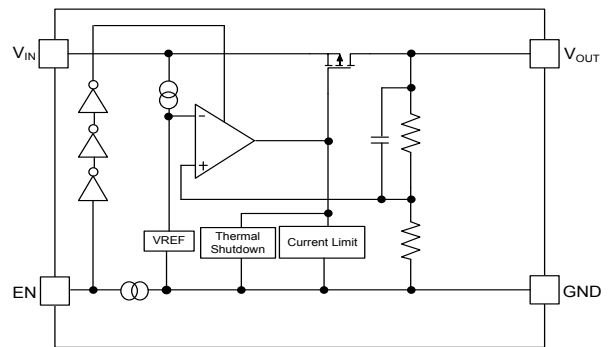 VIN
VOUT
−
+
VREF
Thermal
Shutdown
Current Limit
EN
GND